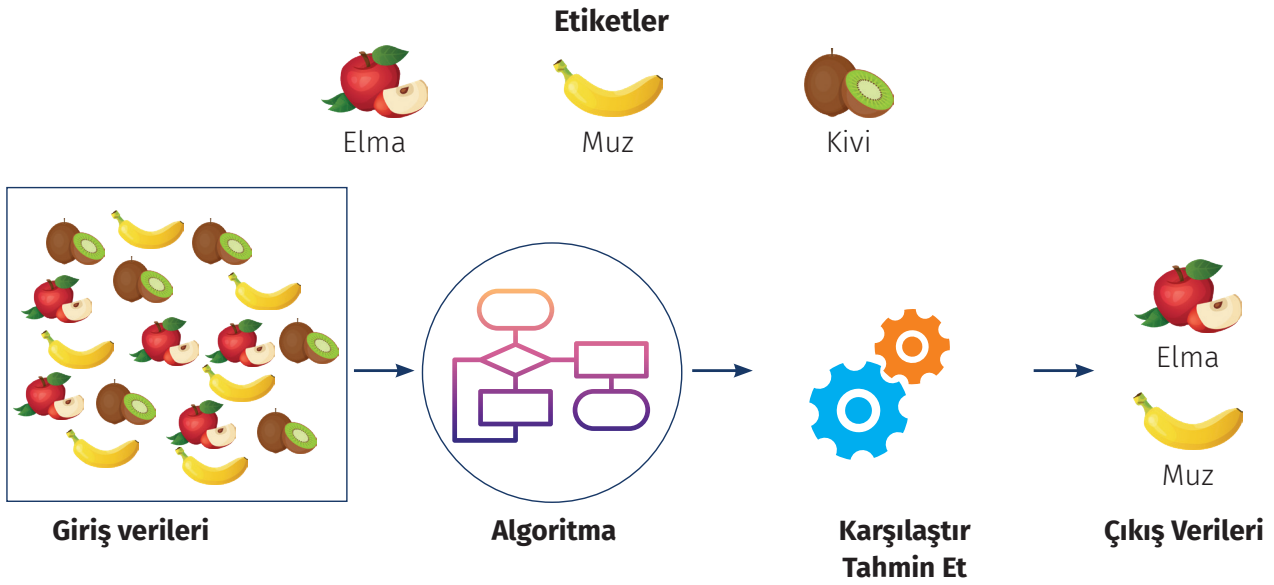 Etiketler
Elma
Muz
Kivi
Elma
Muz
Giriş verileri
Algoritma
Karşılaştır
Tahmin Et
Çıkış Verileri